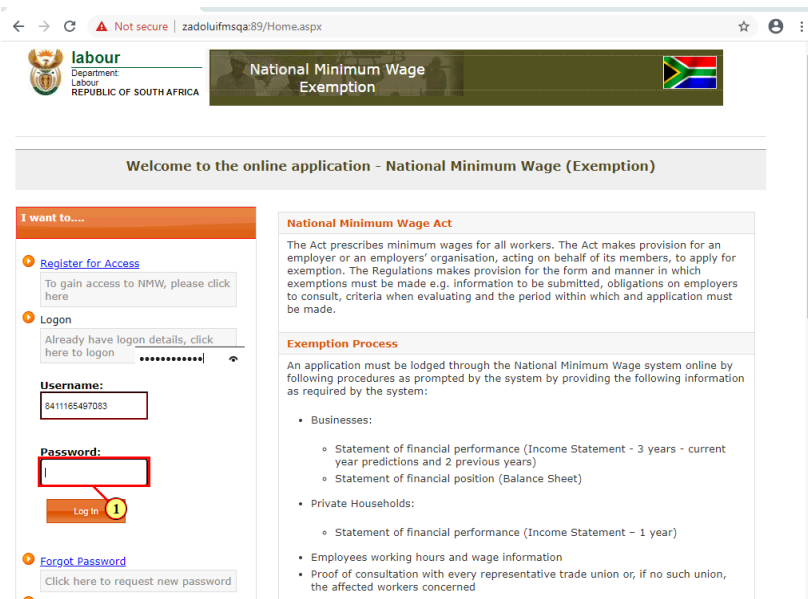 Not secure | zadoluifmsqa:89/Home.aspx
labour
Department:
Labour
REPUBLIC OF SOUTH AFRICA
National Minimum Wage
Exemption
Welcome to the online application - National Minimum Wage (Exemption)
I want to....
Register for Access
To gain access to NMW, please click
here
Logon
Already have logon details, click
here to logon
Username:
8411165497083
Password:
Log In
1
Forgot Password
Click here to request new password
National Minimum Wage Act
The Act prescribes minimum wages for all workers. The Act makes provision for an
employer or an employers' organisation, acting on behalf of its members, to apply for
exemption. The Regulations makes provision for the form and manner in which
exemptions must be made e.g. information to be submitted, obligations on employers
to consult, criteria when evaluating and the period within which and application must
be made.
Exemption Process
An application must be lodged through the National Minimum Wage system online by
following procedures as prompted by the system by providing the following information
as required by the system:
• Businesses:
◦ Statement of financial performance (Income Statement - 3 years - current
year predictions and 2 previous years)
◦ Statement of financial position (Balance Sheet)
• Private Households:
◦ Statement of financial performance (Income Statement – 1 year)
• Employees working hours and wage information
• Proof of consultation with every representative trade union or, if no such union,
the affected workers concerned